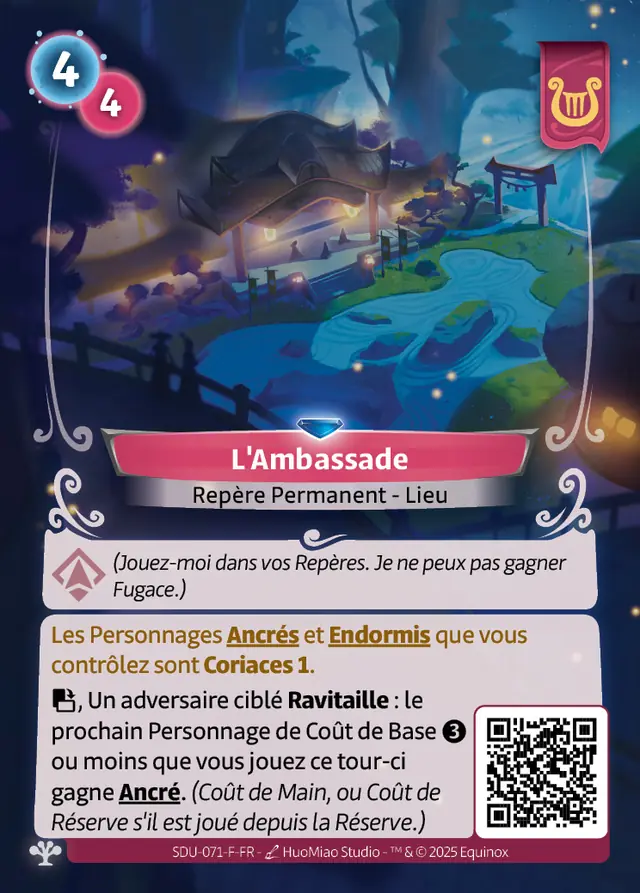 4
4
L'Ambassade
Repère Permanent - Lieu
(Jouez-moi dans vos Repères. Je ne peux pas gagner
Fugace.)
Les Personnages Ancrés et Endormis que vous
contrôlez sont Coriaces 1.
, Un adversaire ciblé Ravitaille : le
prochain Personnage de Coût de Base 3
ou moins que vous jouez ce tour-ci
gagne Ancré. (Coût de Main, ou Coût de
Réserve s'il est joué depuis la Réserve.)
SDU-071-F-FR - HuoMiao Studio - ™ & © 2025 Equinox